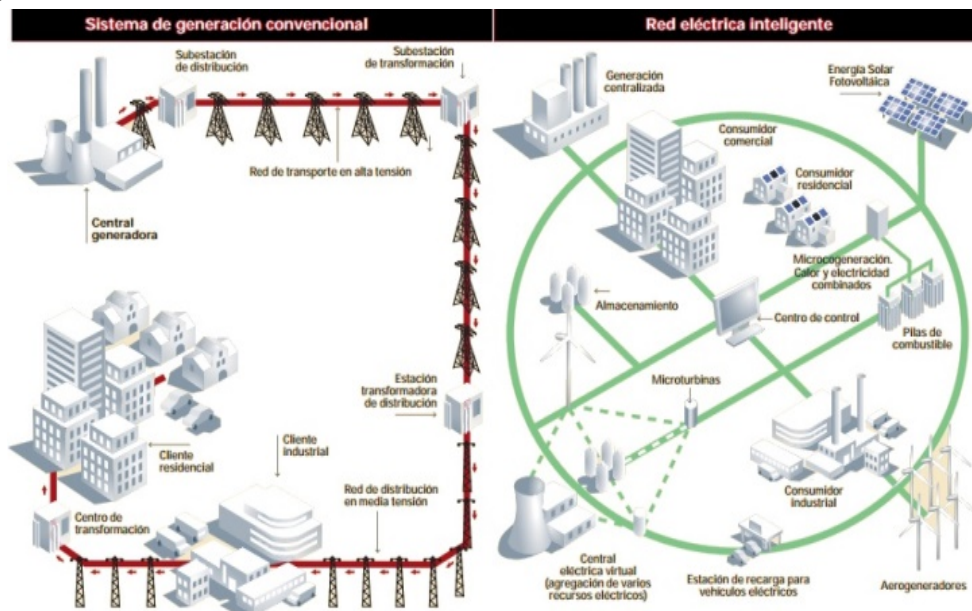 Sistema de generación convencional
Subestación
de distribución
Subestación
de transformación
Red de transporte en alta tensión
Central
generadora
Estación
transformadora
de distribución
Cliente
residencial
Cliente
industrial
Red de distribución
en media tensión
Centro de
transformación
Red eléctrica inteligente
Generación
centralizada
Energía Solar
Fotovoltáica
Consumidor
comercial
Consumidor
residencial
Microcogeneración.
Calor y electricidad
combinados
Almacenamiento
Centro de control
Pilas de
combustible
Microturbinas
Consumidor
industrial
Central
eléctrica virtual
(agregación de varios
recursos eléctricos)
Estación de recarga para
vehículos eléctricos
Aerogeneradores